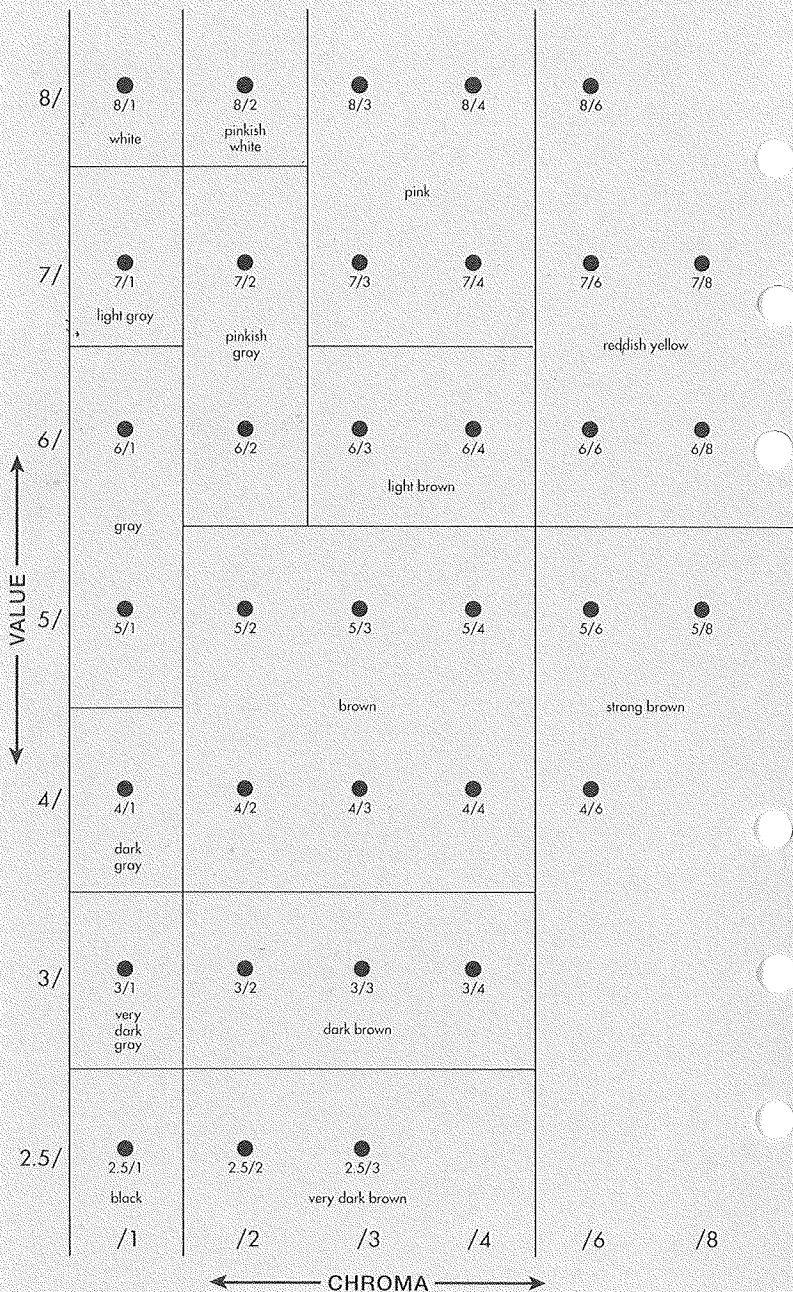 8/
8/1 8/2 8/3 8/4 8/6
white
pinkish
white
pink
7/
7/1 7/2 7/3 7/4 7/6 7/8
light gray
pinkish
gray
reddish yellow
6/
6/1 6/2 6/3 6/4 6/6 6/8
light brown
gray
VALUE
5/
5/1 5/2 5/3 5/4 5/6 5/8
brown
strong brown
4/
4/1 4/2 4/3 4/4 4/6
dark
gray
3/
3/1 3/2 3/3 3/4
very
dark
gray
dark brown
2.5/
2.5/1 2.5/2 2.5/3
black
very dark brown
/1 /2 /3 /4 /6 /8
CHROMA